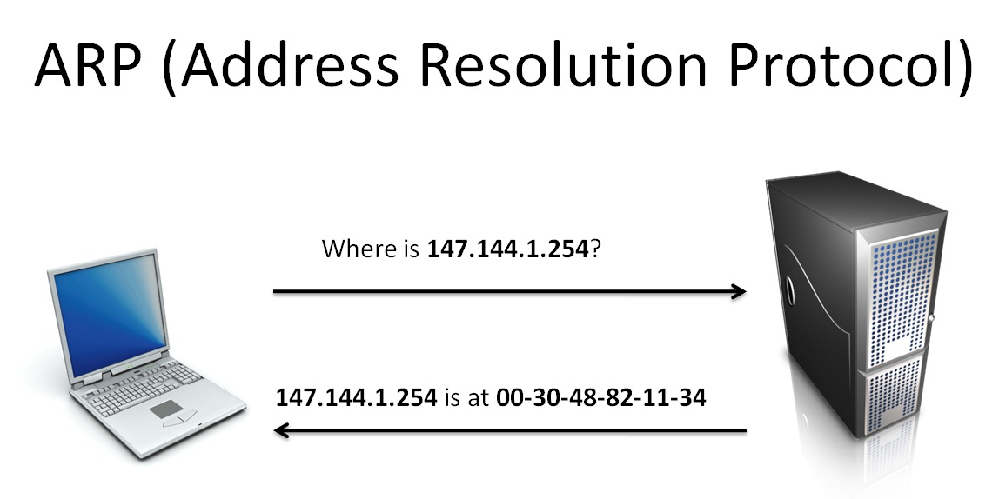 ARP (Address Resolution Protocol)
Where is 147.144.1.254?
147.144.1.254 is at 00-30-48-82-11-34